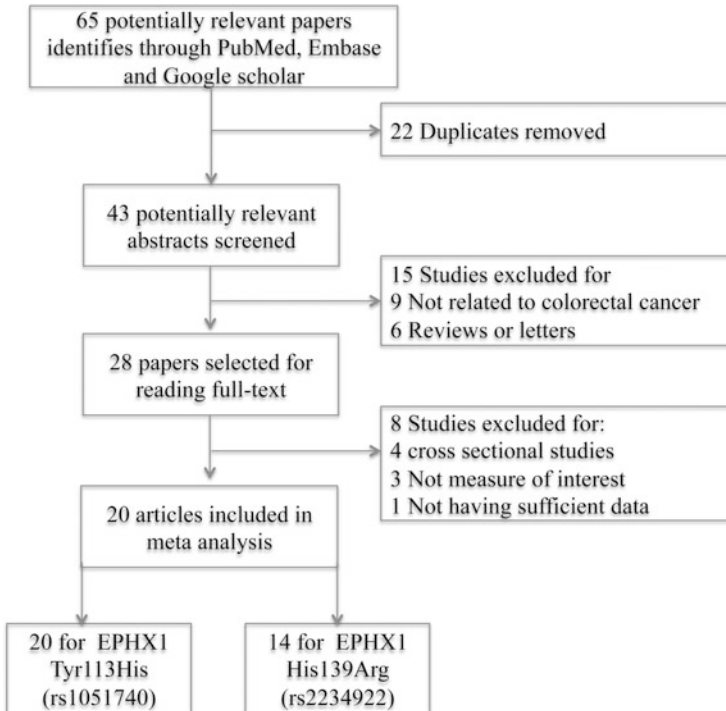 65 potentially relevant papers
identifies through PubMed, Embase
and Google scholar
22 Duplicates removed
43 potentially relevant
abstracts screened
15 Studies excluded for
9 Not related to colorectal cancer
6 Reviews or letters
28 papers selected for
reading full-text
8 Studies excluded for:
4 cross sectional studies
3 Not measure of interest
1 Not having sufficient data
20 articles included in
meta analysis
20 for EPHX1
Tyr113His
(rs1051740)
14 for EPHX1
His139Arg
(rs2234922)